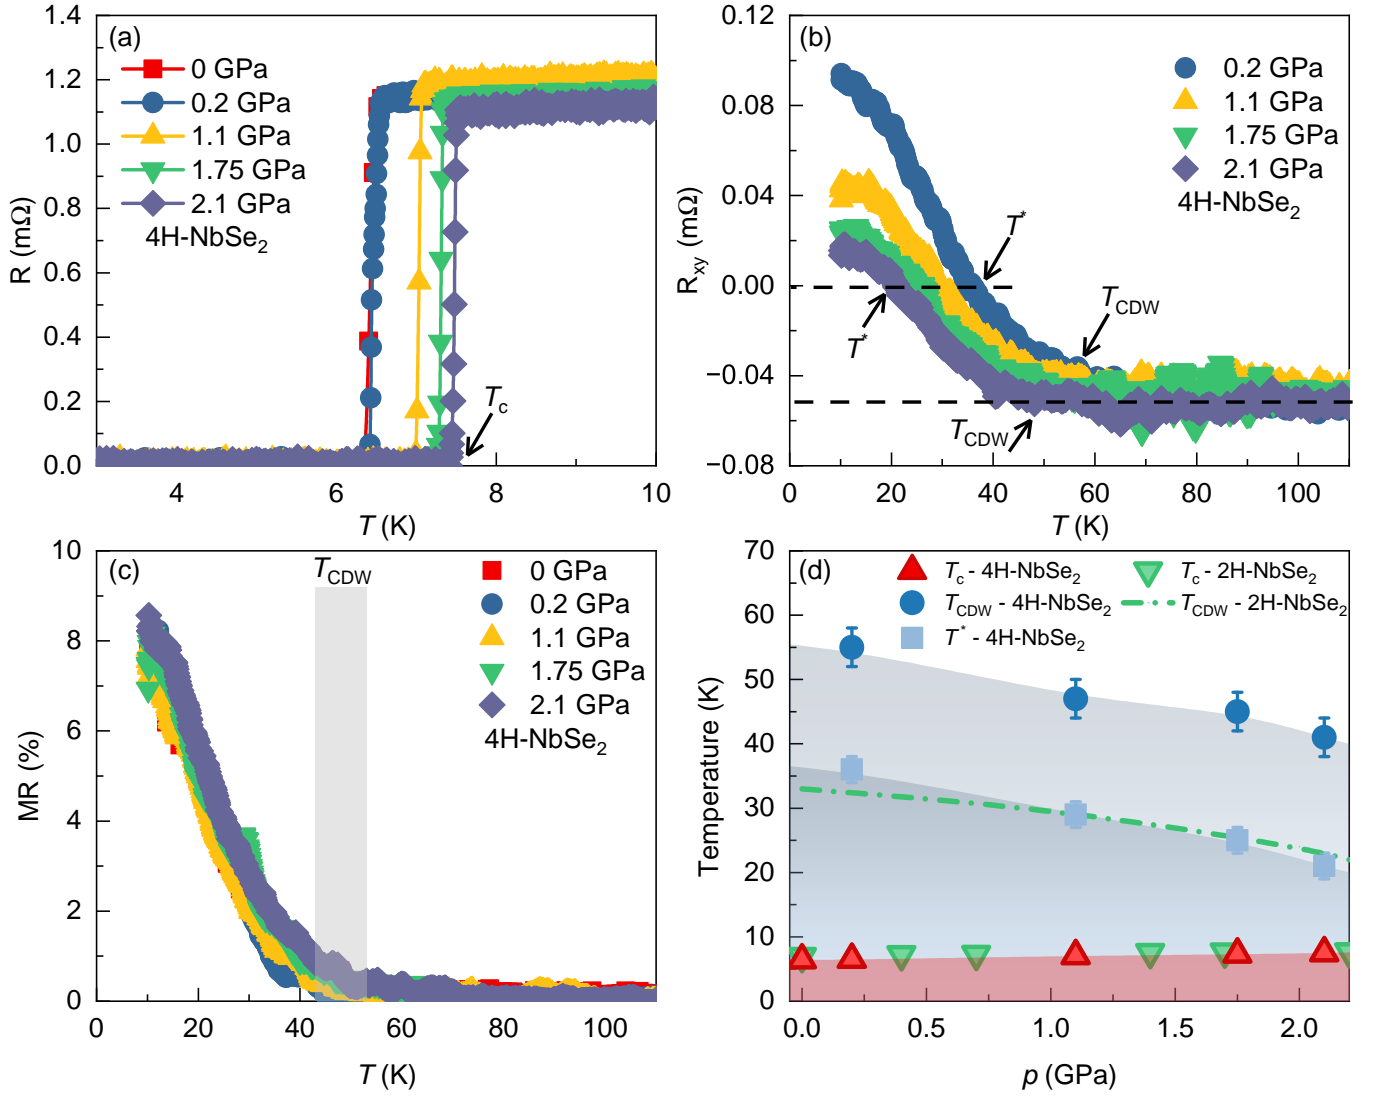 (a)
0 GPa
0.2 GPa
1.1 GPa
1.75 GPa
2.1 GPa
4H-NbSe2
Tc
R (mΩ)
1.4
1.2
1.0
0.8
0.6
0.4
0.2
0.0
4 6 8 10
T (K)
(b)
0.2 GPa
1.1 GPa
1.75 GPa
2.1 GPa
4H-NbSe2
T*
TCDW
T*
TCDW
Rxy (mΩ)
0.12
0.08
0.04
0.00
−0.04
−0.08
0 20 40 60 80 100
T (K)
(c)
TCDW
0 GPa
0.2 GPa
1.1 GPa
1.75 GPa
2.1 GPa
4H-NbSe2
MR (%)
10
8
6
4
2
0
0 20 40 60 80 100
T (K)
(d)
Tc - 4H-NbSe2
TCDW - 4H-NbSe2
T* - 4H-NbSe2
Tc - 2H-NbSe2
TCDW - 2H-NbSe2
Temperature (K)
70
60
50
40
30
20
10
0
0.0 0.5 1.0 1.5 2.0
p (GPa)